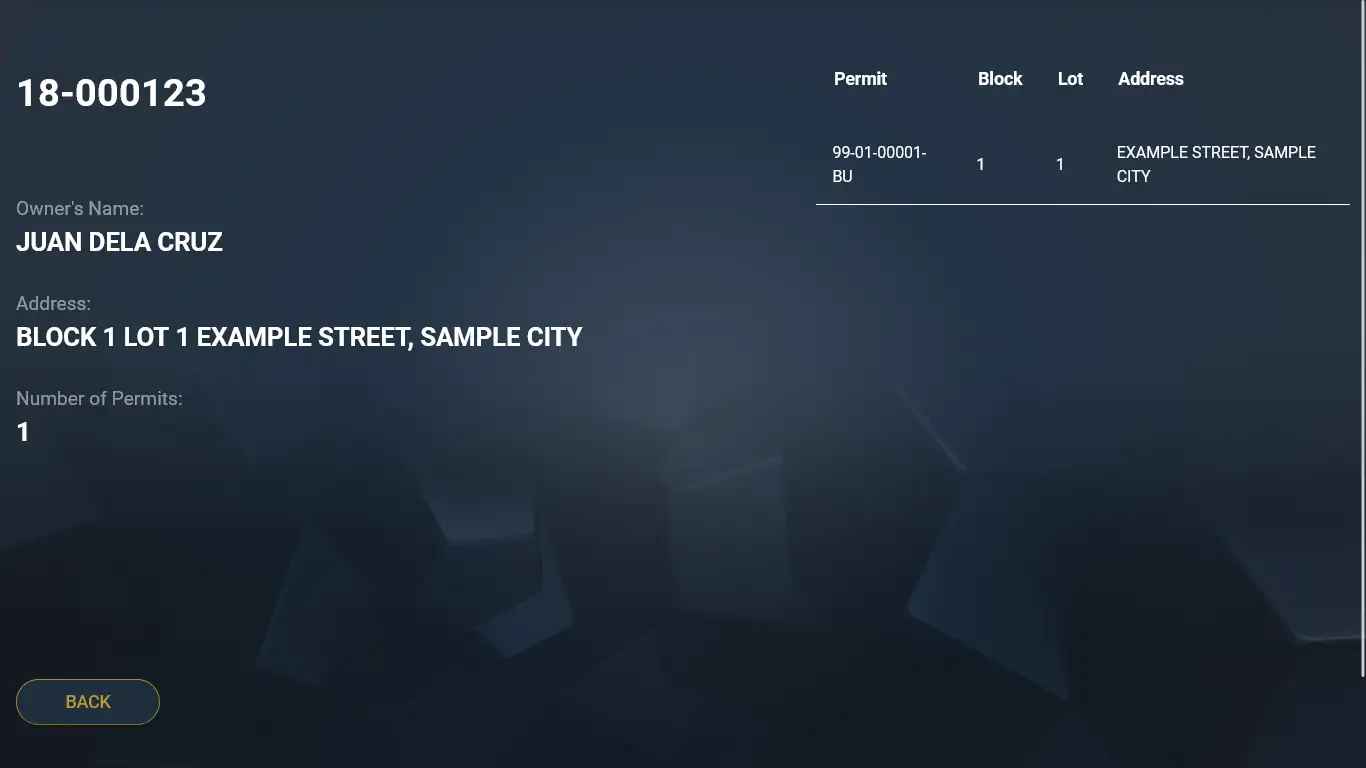 18-000123
Owner's Name:
JUAN DELA CRUZ
Address:
BLOCK 1 LOT 1 EXAMPLE STREET, SAMPLE CITY
Number of Permits:
1
BACK
Permit Block Lot Address
99-01-00001-
BU
1
1
EXAMPLE STREET, SAMPLE
CITY